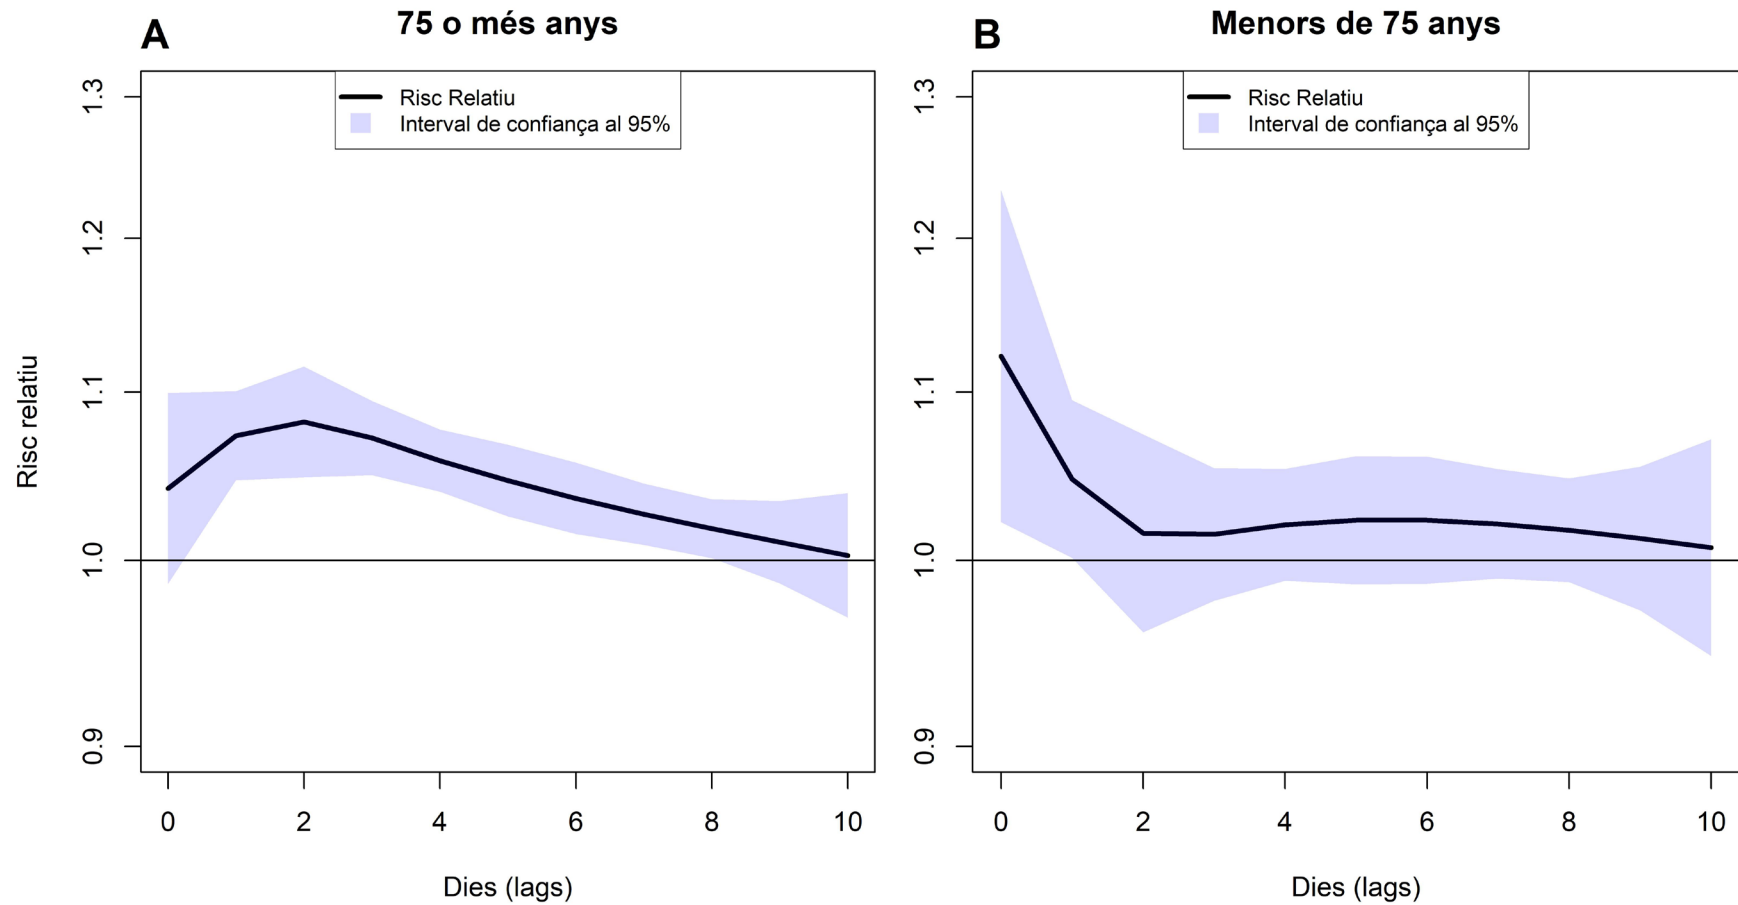 A
75 o més anys
Risc Relatiu
Interval de confiança al 95%
1.3
1.2
1.1
1.0
0.9
Risc relatiu
0 2 4 6 8 10
Dies (lags)
B
Menors de 75 anys
Risc Relatiu
Interval de confiança al 95%
1.3
1.2
1.1
1.0
0.9
0 2 4 6 8 10
Dies (lags)